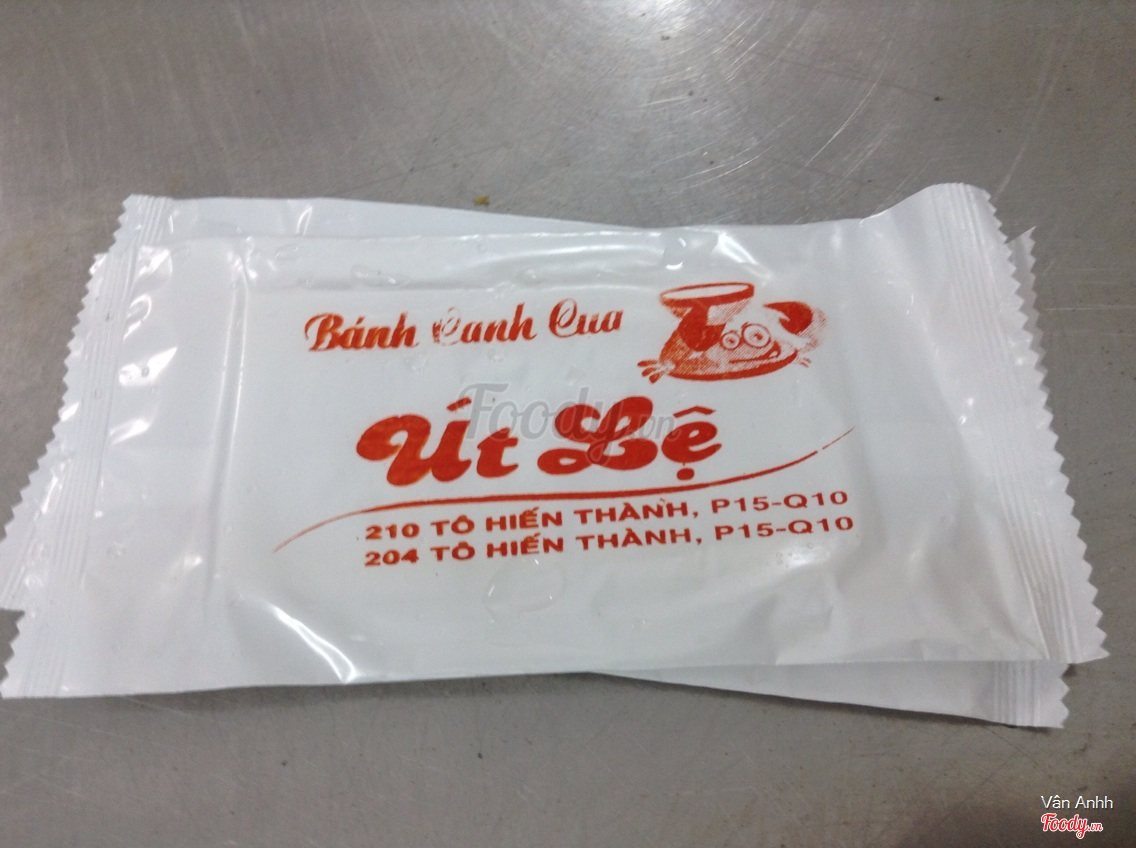 Bánh Canh Cua
Út Lệ
210 TÔ HIẾN THÀNH, P15-Q10
204 TÔ HIẾN THÀNH, P15-Q10
Foody.vn
Vân Anhh
Foody.vn